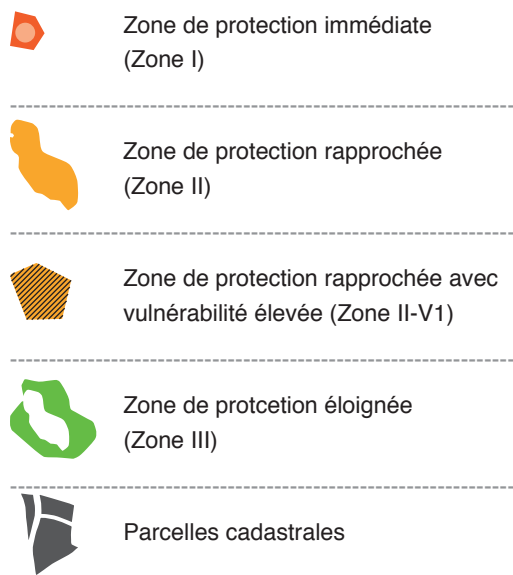 Zone de protection immédiate
(Zone I)
Zone de protection rapprochée
(Zone II)
Zone de protection rapprochée avec
vulnérabilité élevée (Zone II-V1)
Zone de protcetion éloignée
(Zone III)
Parcelles cadastrales